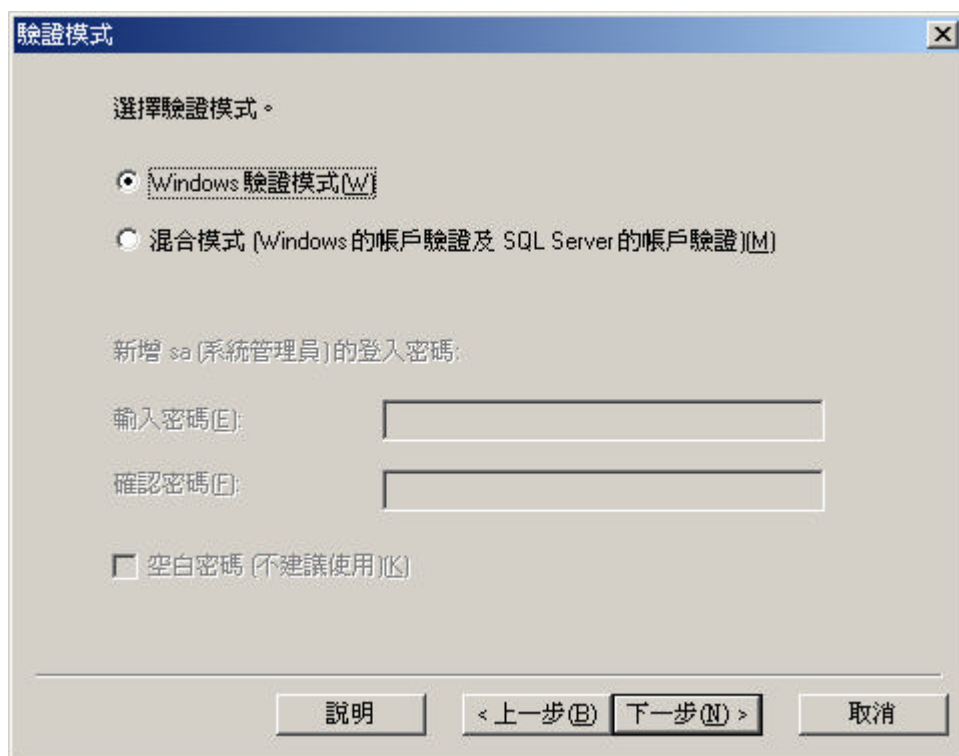 驗證模式
選擇驗證模式。
Windows 驗證模式(W)
混合模式 (Windows 的帳戶驗證及 SQL Server 的帳戶驗證)(M)
新增 sa (系統管理員) 的登入密碼:
輸入密碼(E):
確認密碼(F):
空白密碼 (不建議使用)(K)
說明 < 上一步(B) 下一步(N) > 取消